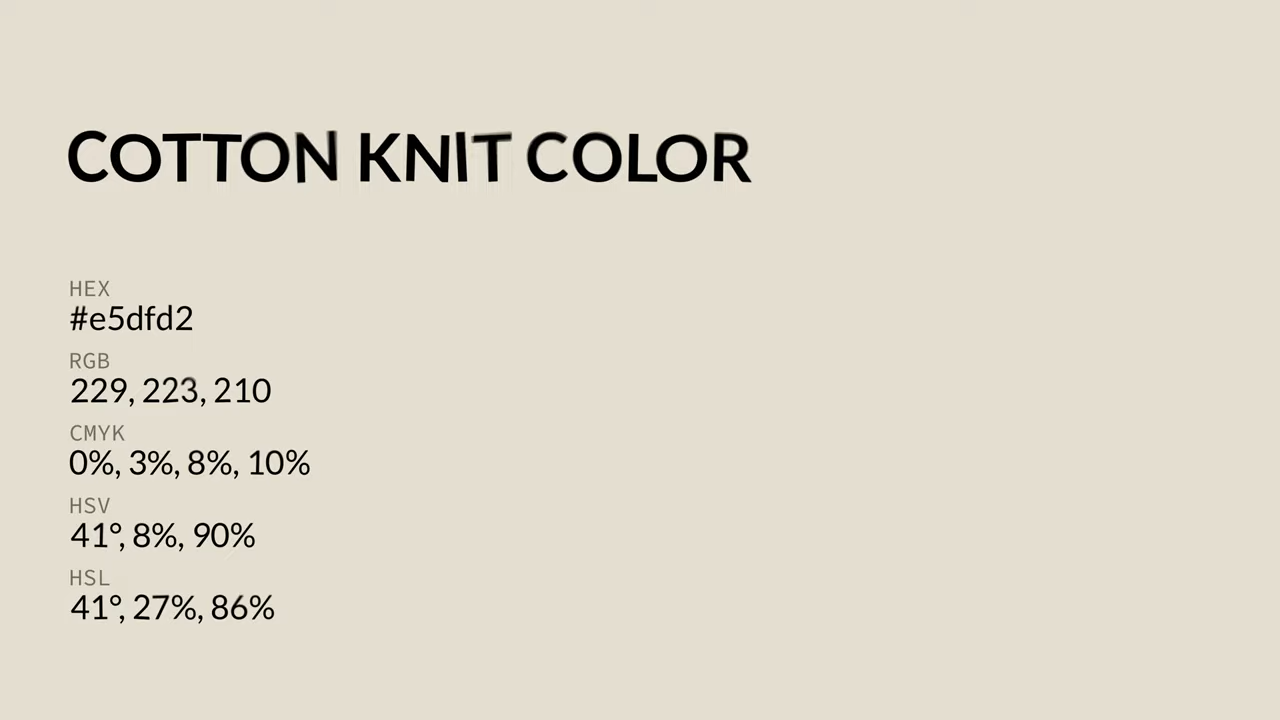 COTTON KNIT COLOR
HEX
#e5dfd2
RGB
229, 223, 210
CMYK
0%, 3%, 8%, 10%
HSV
41°, 8%, 90%
HSL
41°, 27%, 86%